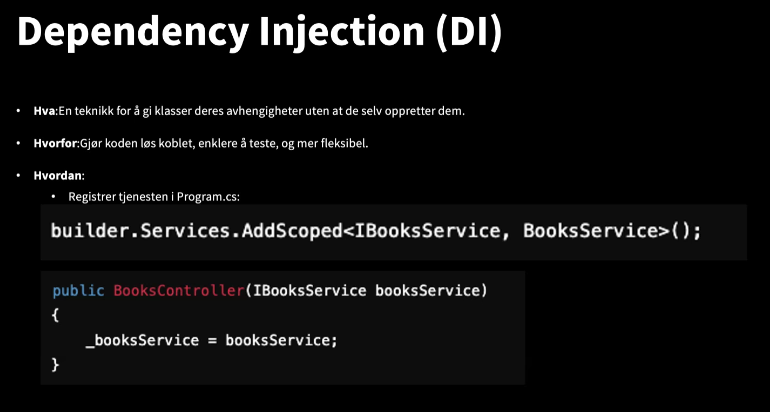 Dependency Injection (DI)
• Hva:En teknikk for å gi klasser deres avhengigheter uten at de selv oppretter dem.
• Hvorfor:Gjør koden løs koblet, enklere å teste, og mer fleksibel.
• Hvordan:
• Registrer tjenesten i Program.cs:
builder.Services.AddScoped<IBooksService, BooksService>();
public BooksController(IBooksService booksService)
{
_booksService = booksService;
}